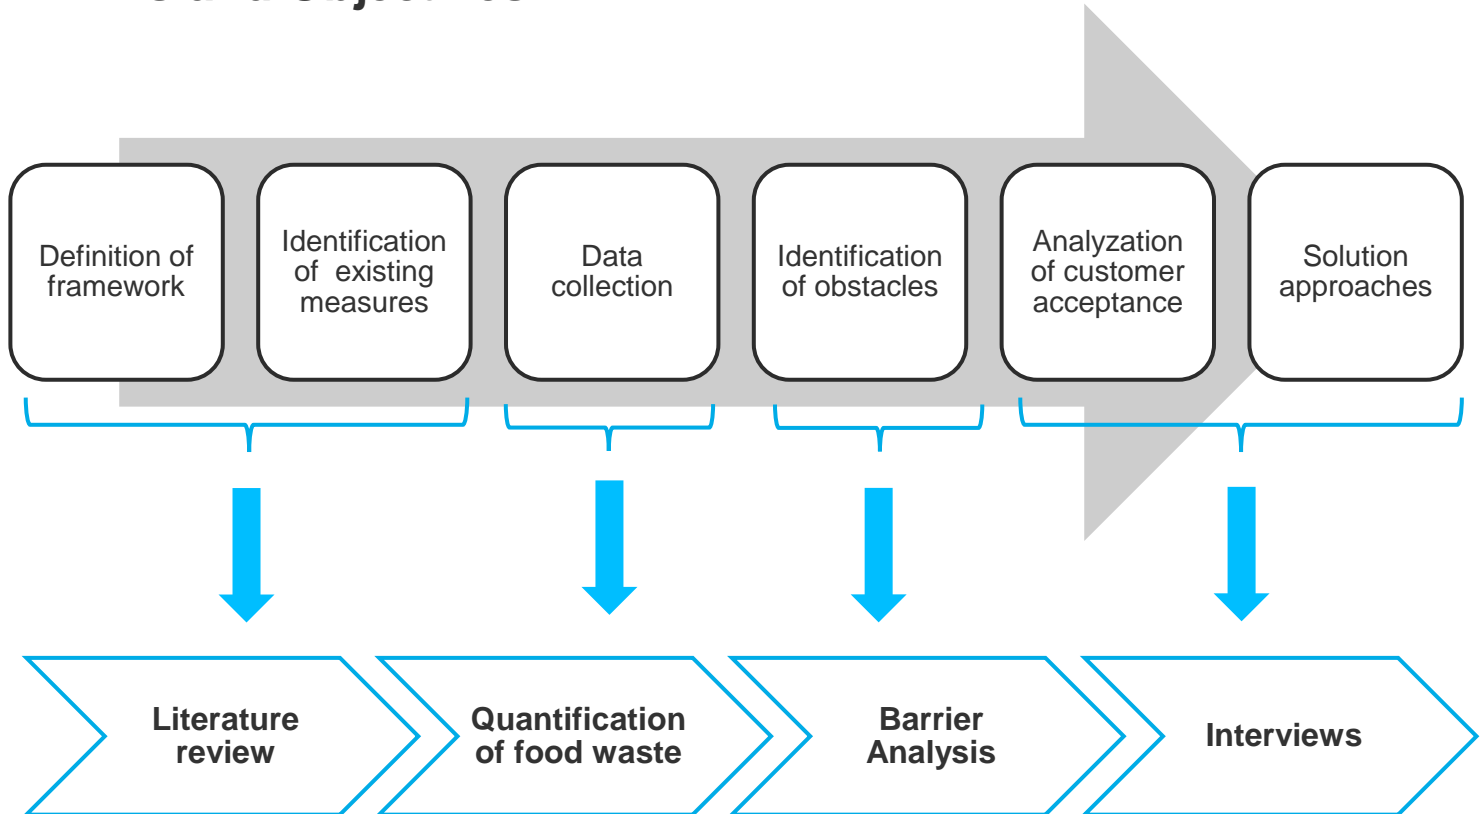 Definition of
framework
Identification
of existing
measures
Data
collection
Identification
of obstacles
Analyzation
of customer
acceptance
Solution
approaches
Literature
review
Quantification
of food waste
Barrier
Analysis
Interviews